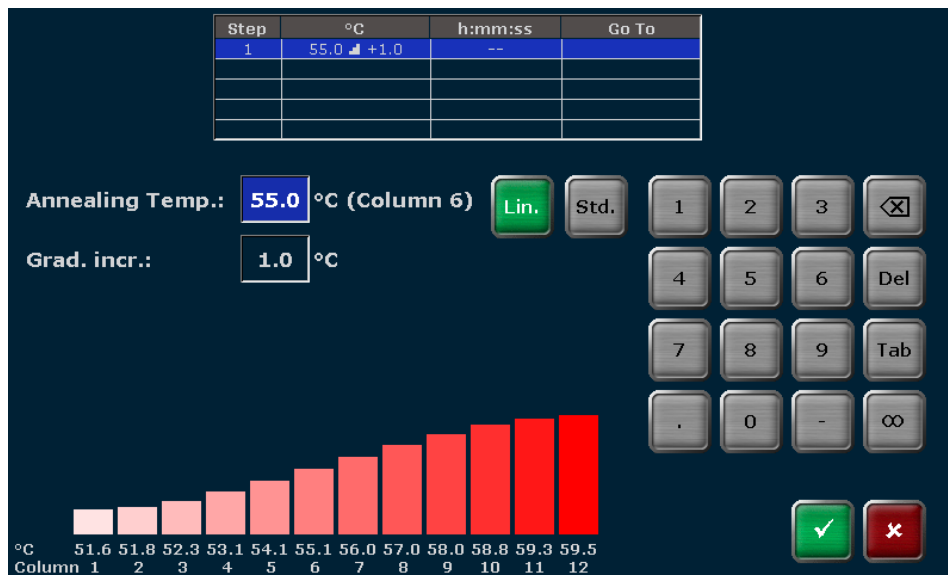 Step °C h:mm:ss Go To
1 55.0 +1.0 --
Annealing Temp.: 55.0 °C (Column 6) Lin. Std.
Grad. incr.: 1.0 °C
1 2 3
4 5 6 Del
7 8 9 Tab
. 0 - ∞
°C 51.6 51.8 52.3 53.1 54.1 55.1 56.0 57.0 58.0 58.8 59.3 59.5
Column 1 2 3 4 5 6 7 8 9 10 11 12